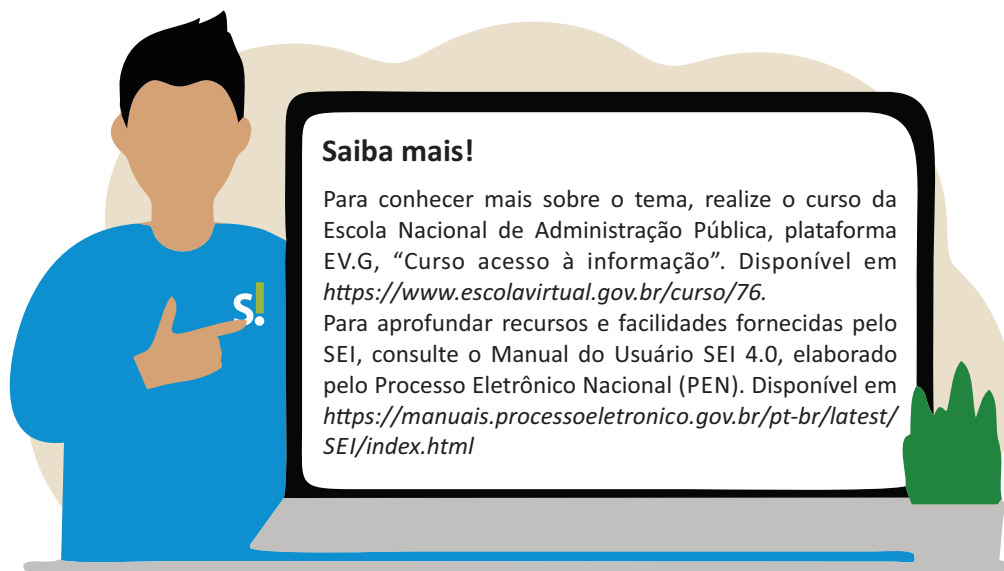 Saiba mais!
Para conhecer mais sobre o tema, realize o curso da
Escola Nacional de Administração Pública, plataforma
EV.G, “Curso acesso à informação”. Disponível em
https://www.escolavirtual.gov.br/curso/76.
Para aprofundar recursos e facilidades fornecidas pelo
SEI, consulte o Manual do Usuário SEI 4.0, elaborado
pelo Processo Eletrônico Nacional (PEN). Disponível em
https://manuais.processoeletronico.gov.br/pt-br/latest/
SEI/index.html
S!